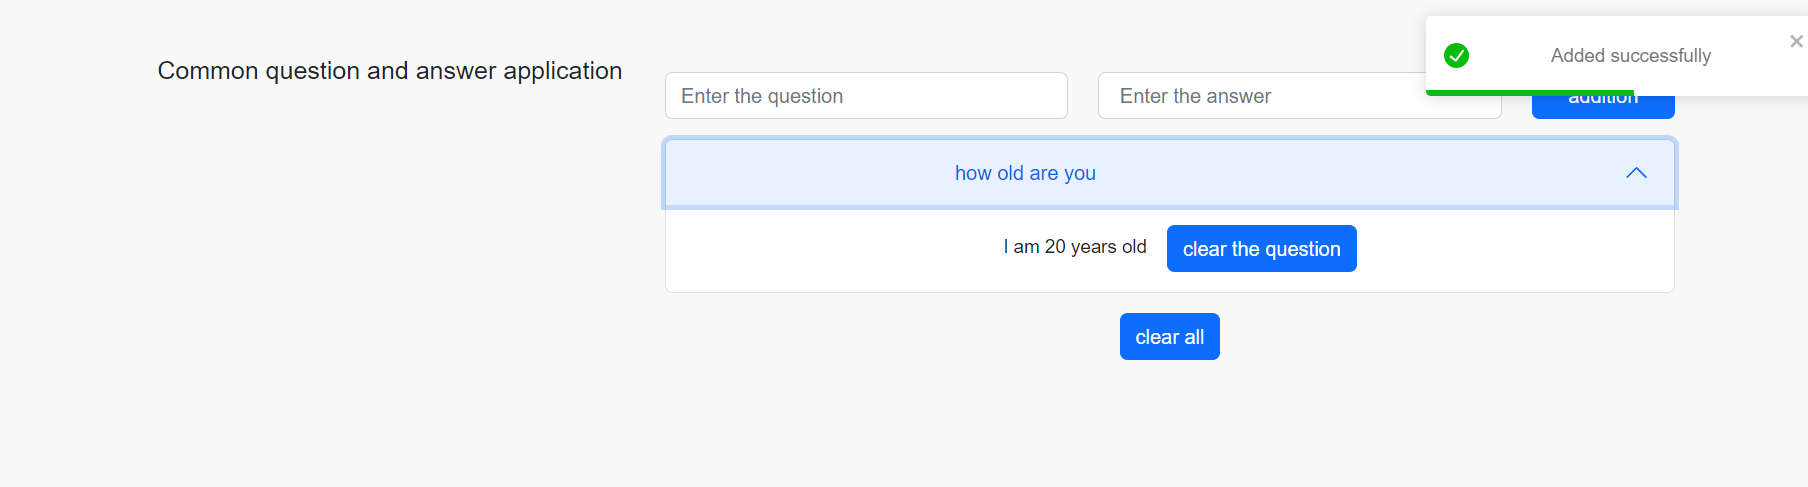 Common question and answer application
Enter the question
Enter the answer
Added successfully
addition
how old are you
I am 20 years old
clear the question
clear all